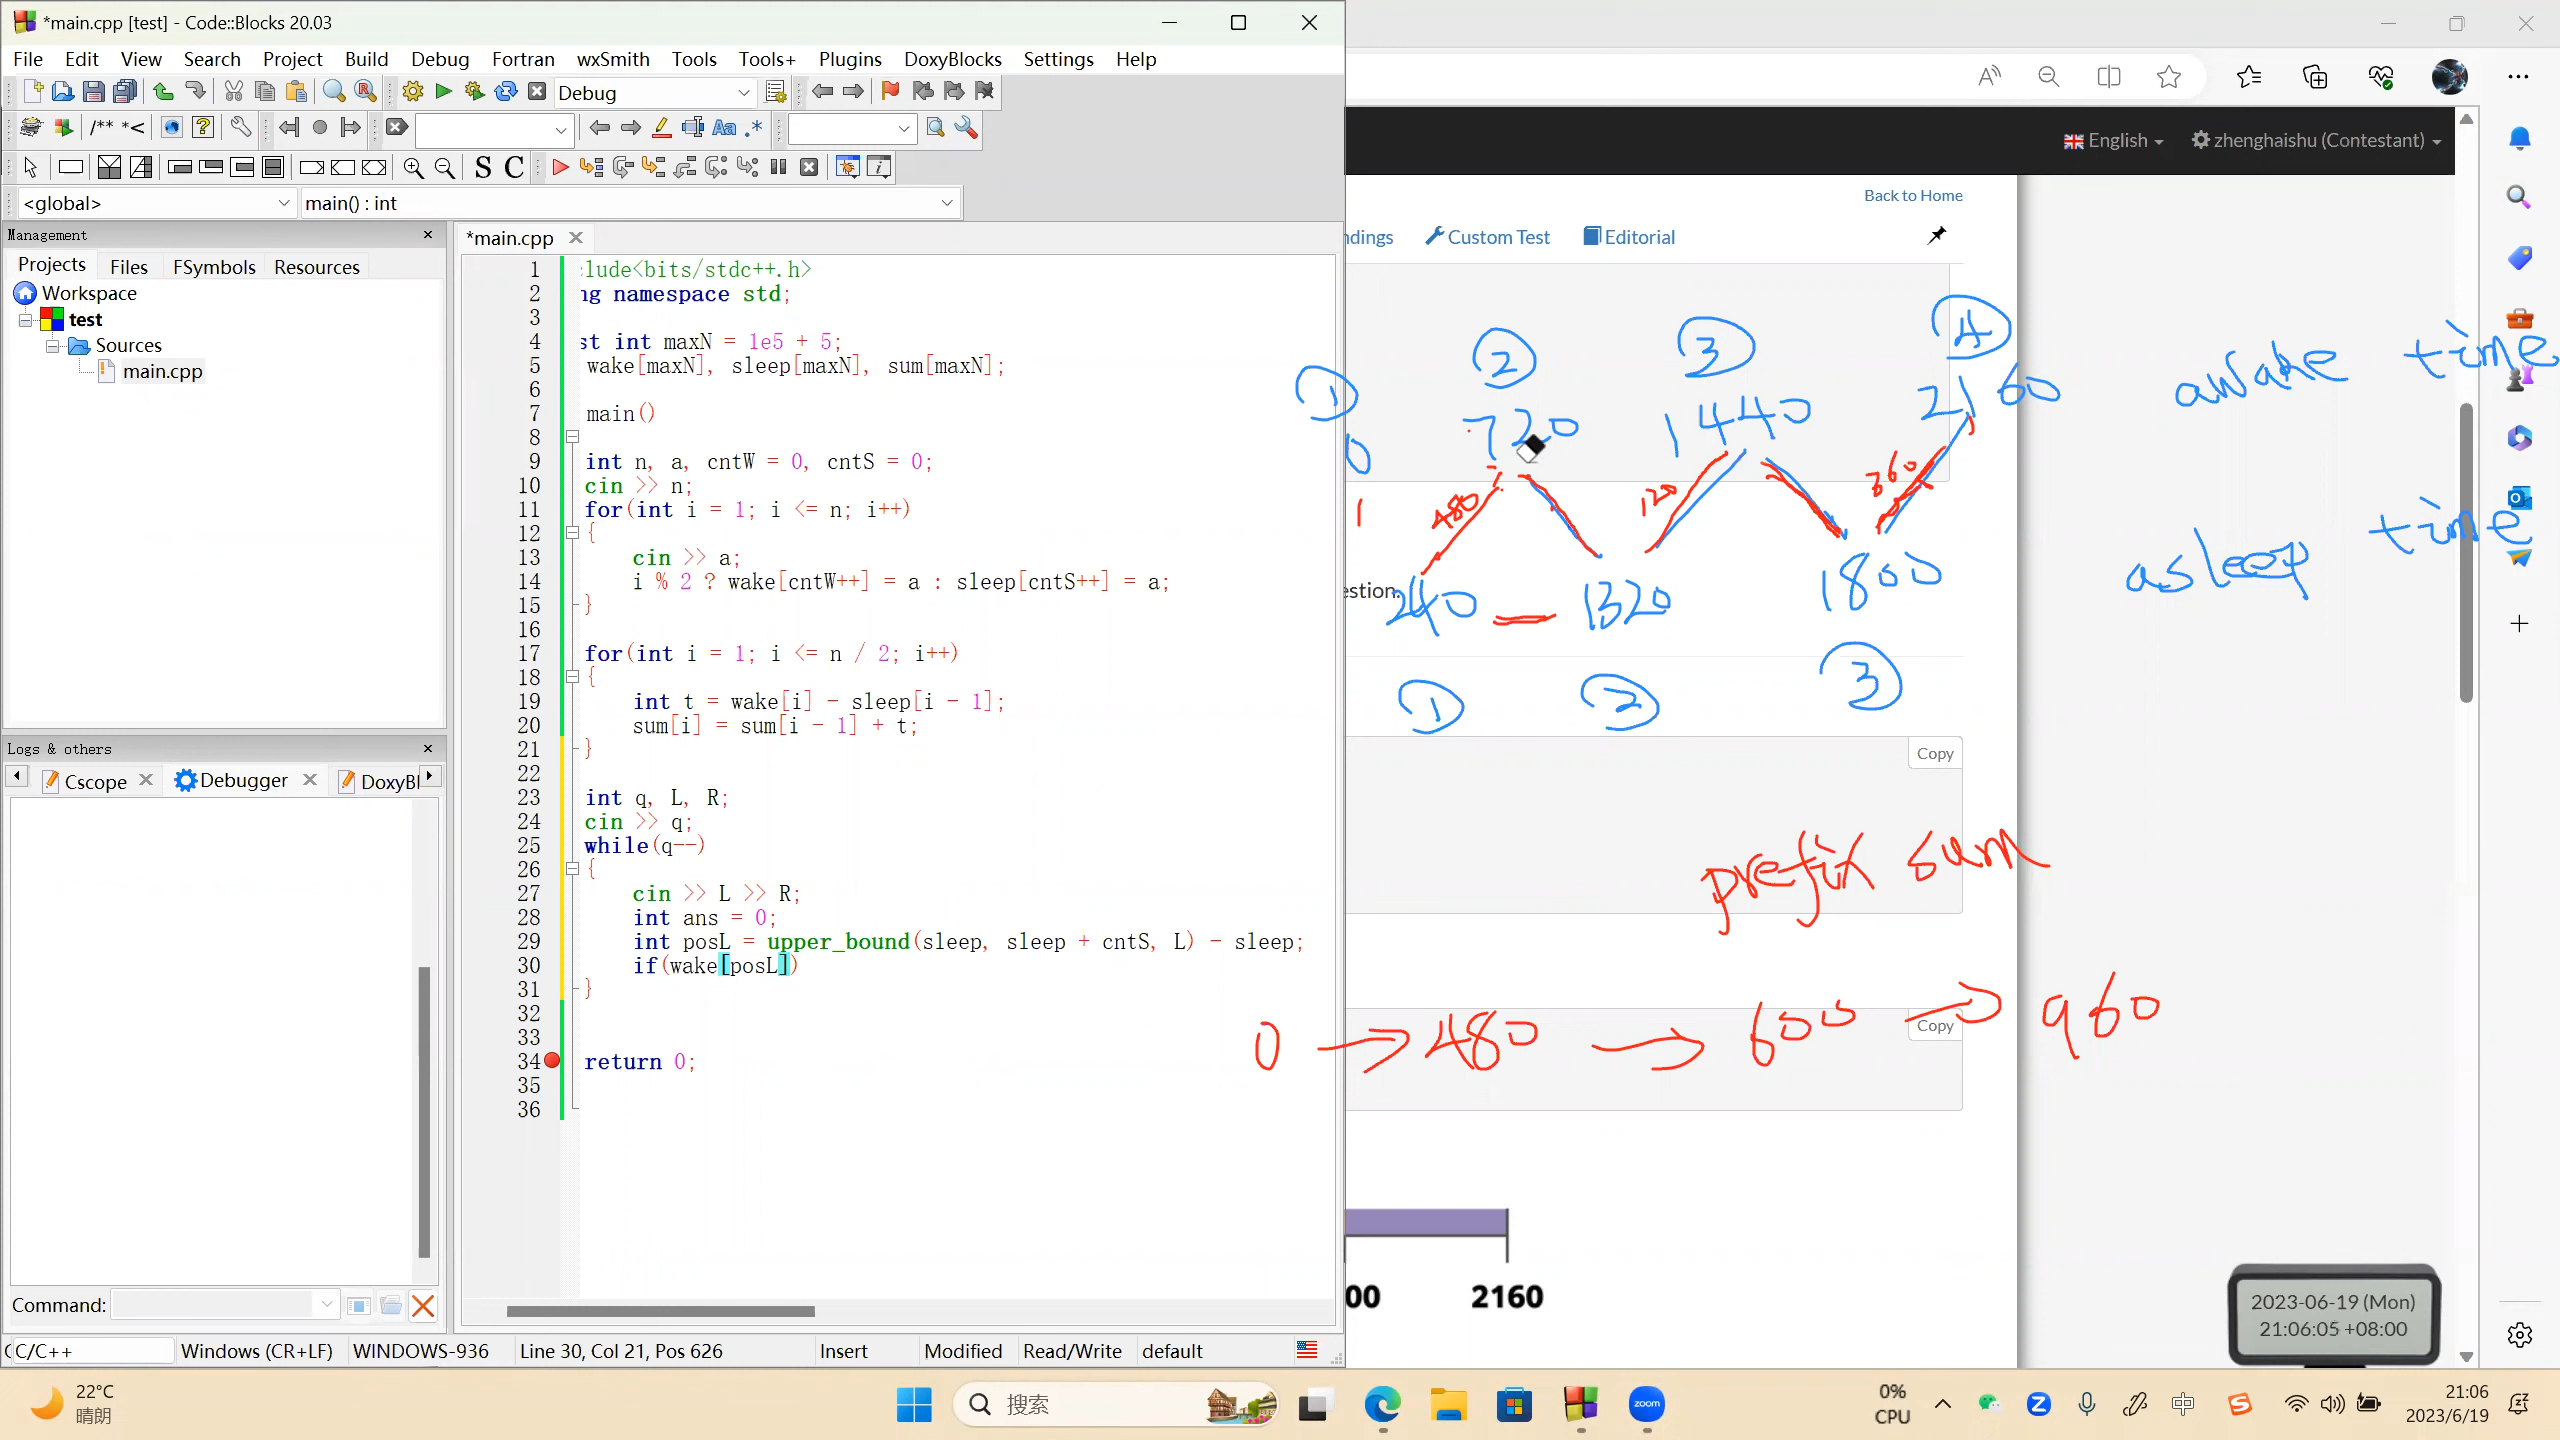 *main.cpp [test] - Code::Blocks 20.03
File Edit View Search Project Build Debug Fortran wxSmith Tools Tools+ Plugins DoxyBlocks Settings Help
Debug
/** *<
Aa .*
S C
<global> main() : int
Management
Projects Files FSymbols Resources
Workspace
test
Sources
main.cpp
*main.cpp
1 clude<bits/stdc++.h>
2 ng namespace std;
3
4 st int maxN = 1e5 + 5;
5 wake[maxN], sleep[maxN], sum[maxN];
6
7 main()
8
9 int n, a, cntW = 0, cntS = 0;
10 cin >> n;
11 for(int i = 1; i <= n; i++)
12 {
13 cin >> a;
14 i % 2 ? wake[cntW++] = a : sleep[cntS++] = a;
15 }
16
17 for(int i = 1; i <= n / 2; i++)
18 {
19 int t = wake[i] - sleep[i - 1];
20 sum[i] = sum[i - 1] + t;
21 }
22
23 int q, L, R;
24 cin >> q;
25 while(q--)
26 {
27 cin >> L >> R;
28 int ans = 0;
29 int posL = upper_bound(sleep, sleep + cntS, L) - sleep;
30 if(wake[posL])
31 }
32
33
34 return 0;
35
36
Logs & others
Cscope Debugger DoxyBl
Command:
C/C++ Windows (CR+LF) WINDOWS-936 Line 30, Col 21, Pos 626 Insert Modified Read/Write default
English zhenghaishu (Contestant)
Back to Home
ndings Custom Test Editorial
① ② ③ ④
0 720 1440 2160
awake time
480 120 360
240 1320 1800
asleep time
estion.
① ② ③
Copy
prefix sum
0 → 480 → 600 → 960
Copy
00 2160
2023-06-19 (Mon)
21:06:05 +08:00
22°C
晴朗
搜索
zoom
0%
CPU
中
21:06
2023/6/19